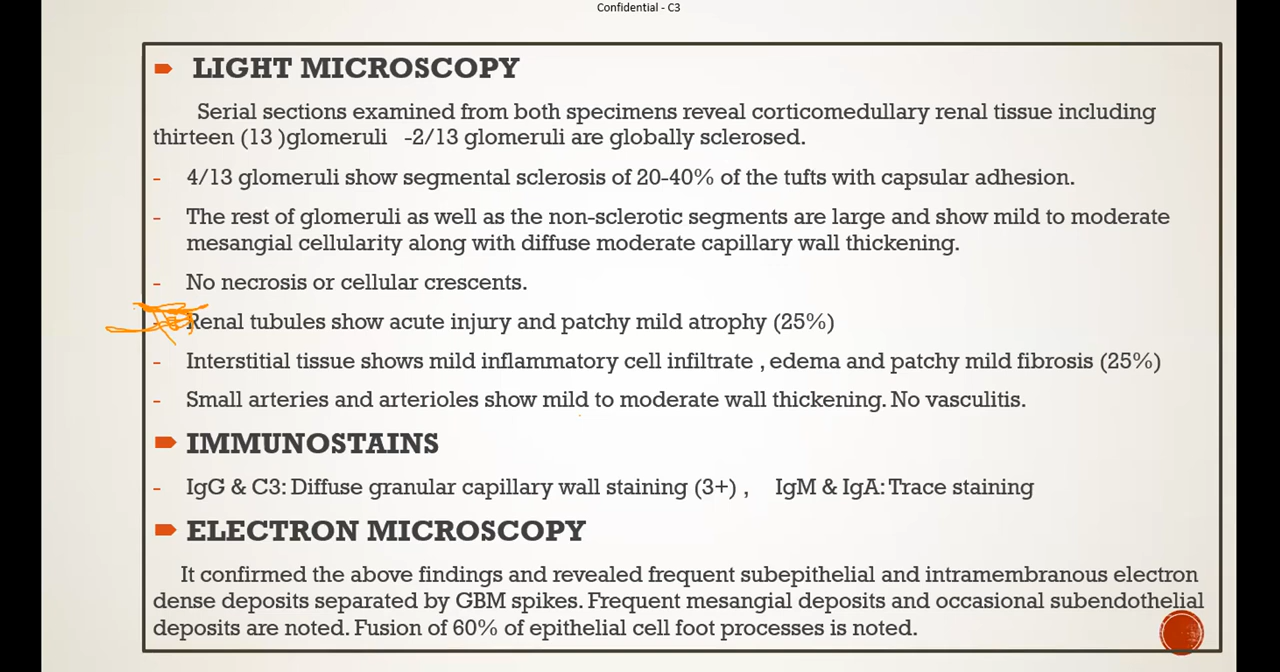 Confidential - C3
LIGHT MICROSCOPY
Serial sections examined from both specimens reveal corticomedullary renal tissue including
thirteen (13 )glomeruli -2/13 glomeruli are globally sclerosed.
- 4/13 glomeruli show segmental sclerosis of 20-40% of the tufts with capsular adhesion.
- The rest of glomeruli as well as the non-sclerotic segments are large and show mild to moderate
mesangial cellularity along with diffuse moderate capillary wall thickening.
- No necrosis or cellular crescents.
- Renal tubules show acute injury and patchy mild atrophy (25%)
- Interstitial tissue shows mild inflammatory cell infiltrate , edema and patchy mild fibrosis (25%)
- Small arteries and arterioles show mild to moderate wall thickening. No vasculitis.
IMMUNOSTAINS
- IgG & C3: Diffuse granular capillary wall staining (3+) , IgM & IgA: Trace staining
ELECTRON MICROSCOPY
It confirmed the above findings and revealed frequent subepithelial and intramembranous electron
dense deposits separated by GBM spikes. Frequent mesangial deposits and occasional subendothelial
deposits are noted. Fusion of 60% of epithelial cell foot processes is noted.